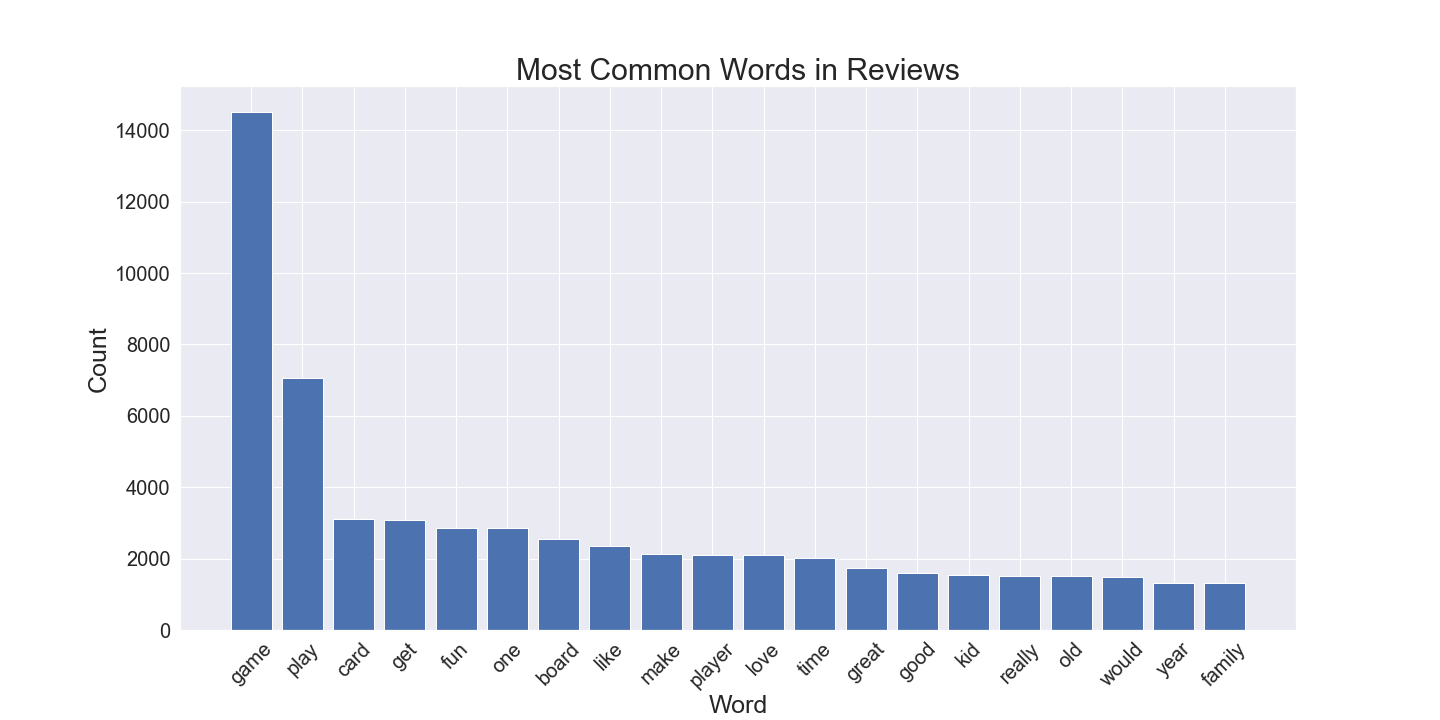 Most Common Words in Reviews
14000
12000
10000
8000
6000
4000
2000
0
Count
game
play
card
get
fun
one
board
like
make
player
love
time
great
good
kid
really
old
would
year
family
Word